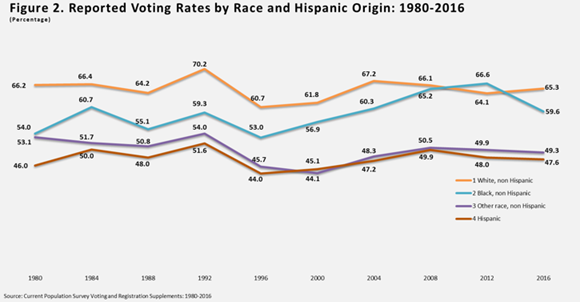 Figure 2. Reported Voting Rates by Race and Hispanic Origin: 1980-2016
(Percentage)
66.2 66.4 64.2 70.2 60.7 61.8 67.2 66.1 64.1 65.3
54.0 60.7 55.1 59.3 53.0 56.9 60.3 65.2 66.6 59.6
53.1 51.7 50.8 54.0 45.7 44.1 48.3 50.5 49.9 49.3
46.0 50.0 48.0 51.6 44.0 45.1 47.2 49.9 48.0 47.6
1 White, non Hispanic
2 Black, non Hispanic
3 Other race, non Hispanic
4 Hispanic
1980 1984 1988 1992 1996 2000 2004 2008 2012 2016
Source: Current Population Survey Voting and Registration Supplements: 1980-2016